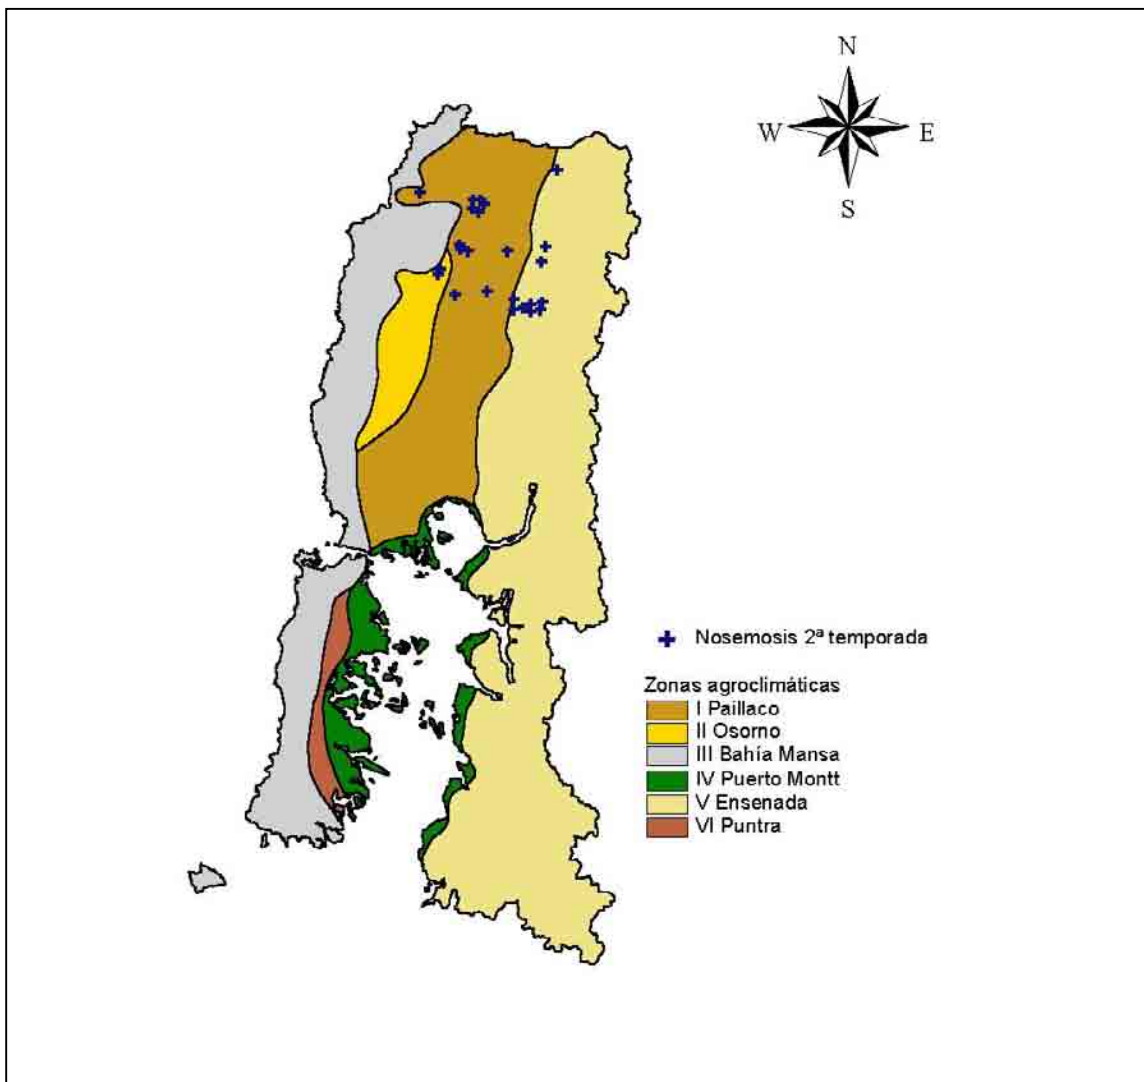 N
W E
S
Nosemosis 2ª temporada
Zonas agroclimáticas
I Paillaco
II Osorno
III Bahía Mansa
IV Puerto Montt
V Ensenada
VI Puntra